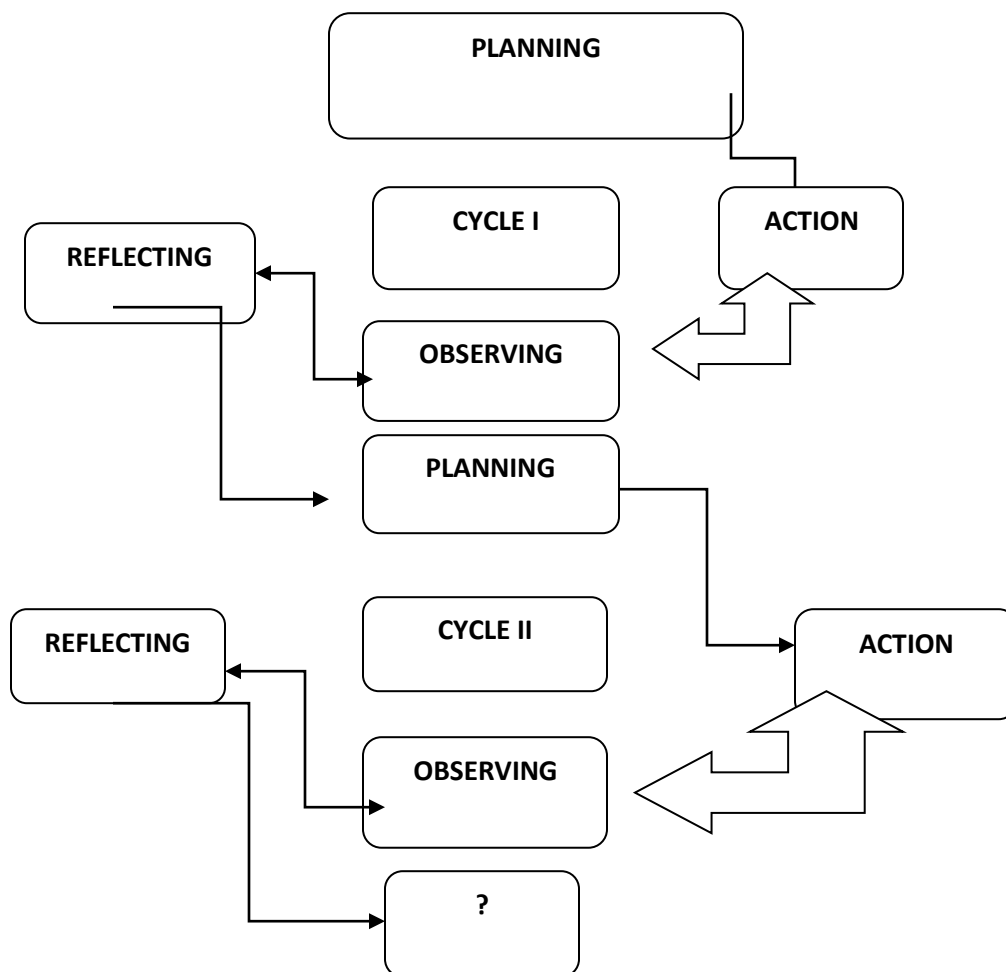 PLANNING
CYCLE I
ACTION
REFLECTING
OBSERVING
PLANNING
REFLECTING
CYCLE II
ACTION
OBSERVING
?